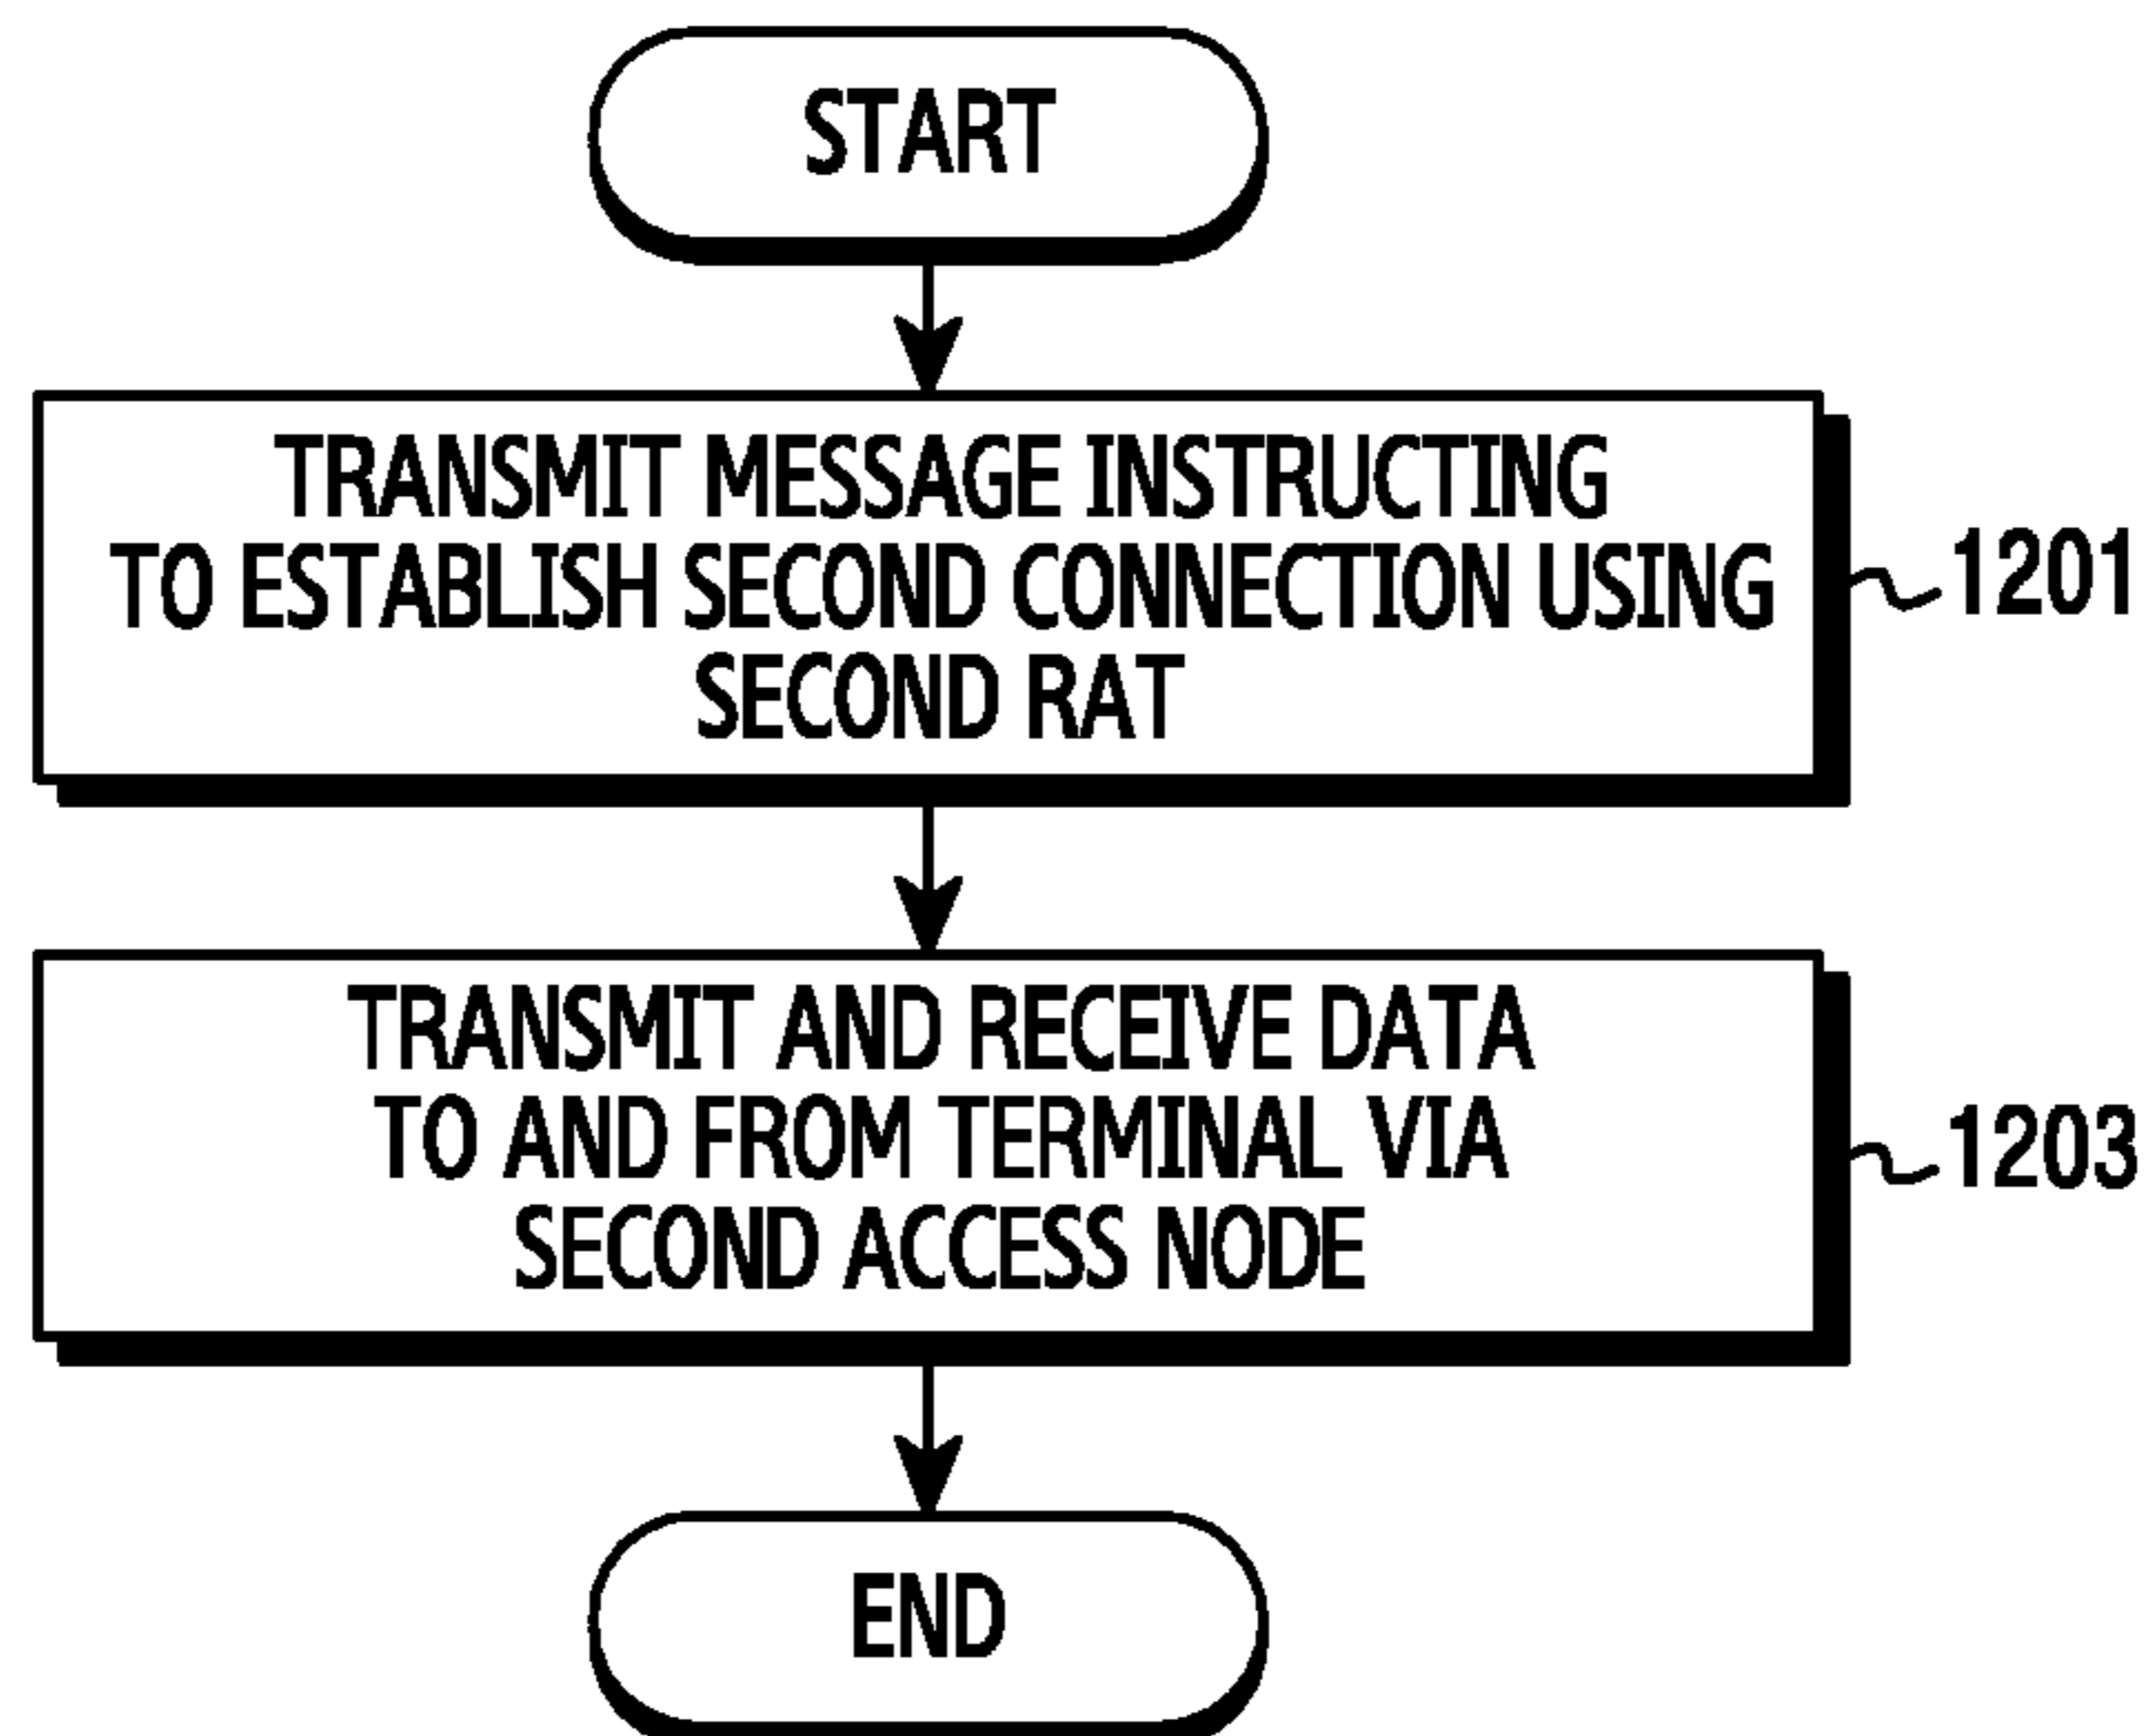 START
TRANSMIT MESSAGE INSTRUCTING
TO ESTABLISH SECOND CONNECTION USING
SECOND RAT
1201
TRANSMIT AND RECEIVE DATA
TO AND FROM TERMINAL VIA
SECOND ACCESS NODE
1203
END